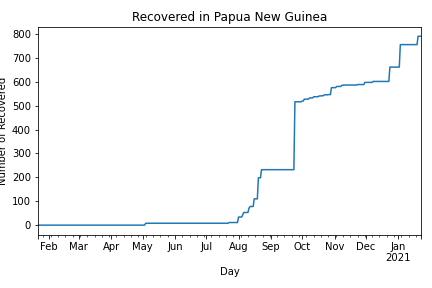 Recovered in Papua New Guinea
800
700
600
500
400
300
200
100
0
Number of Recovered
Feb Mar Apr May Jun Jul Aug Sep Oct Nov Dec Jan
2021
Day